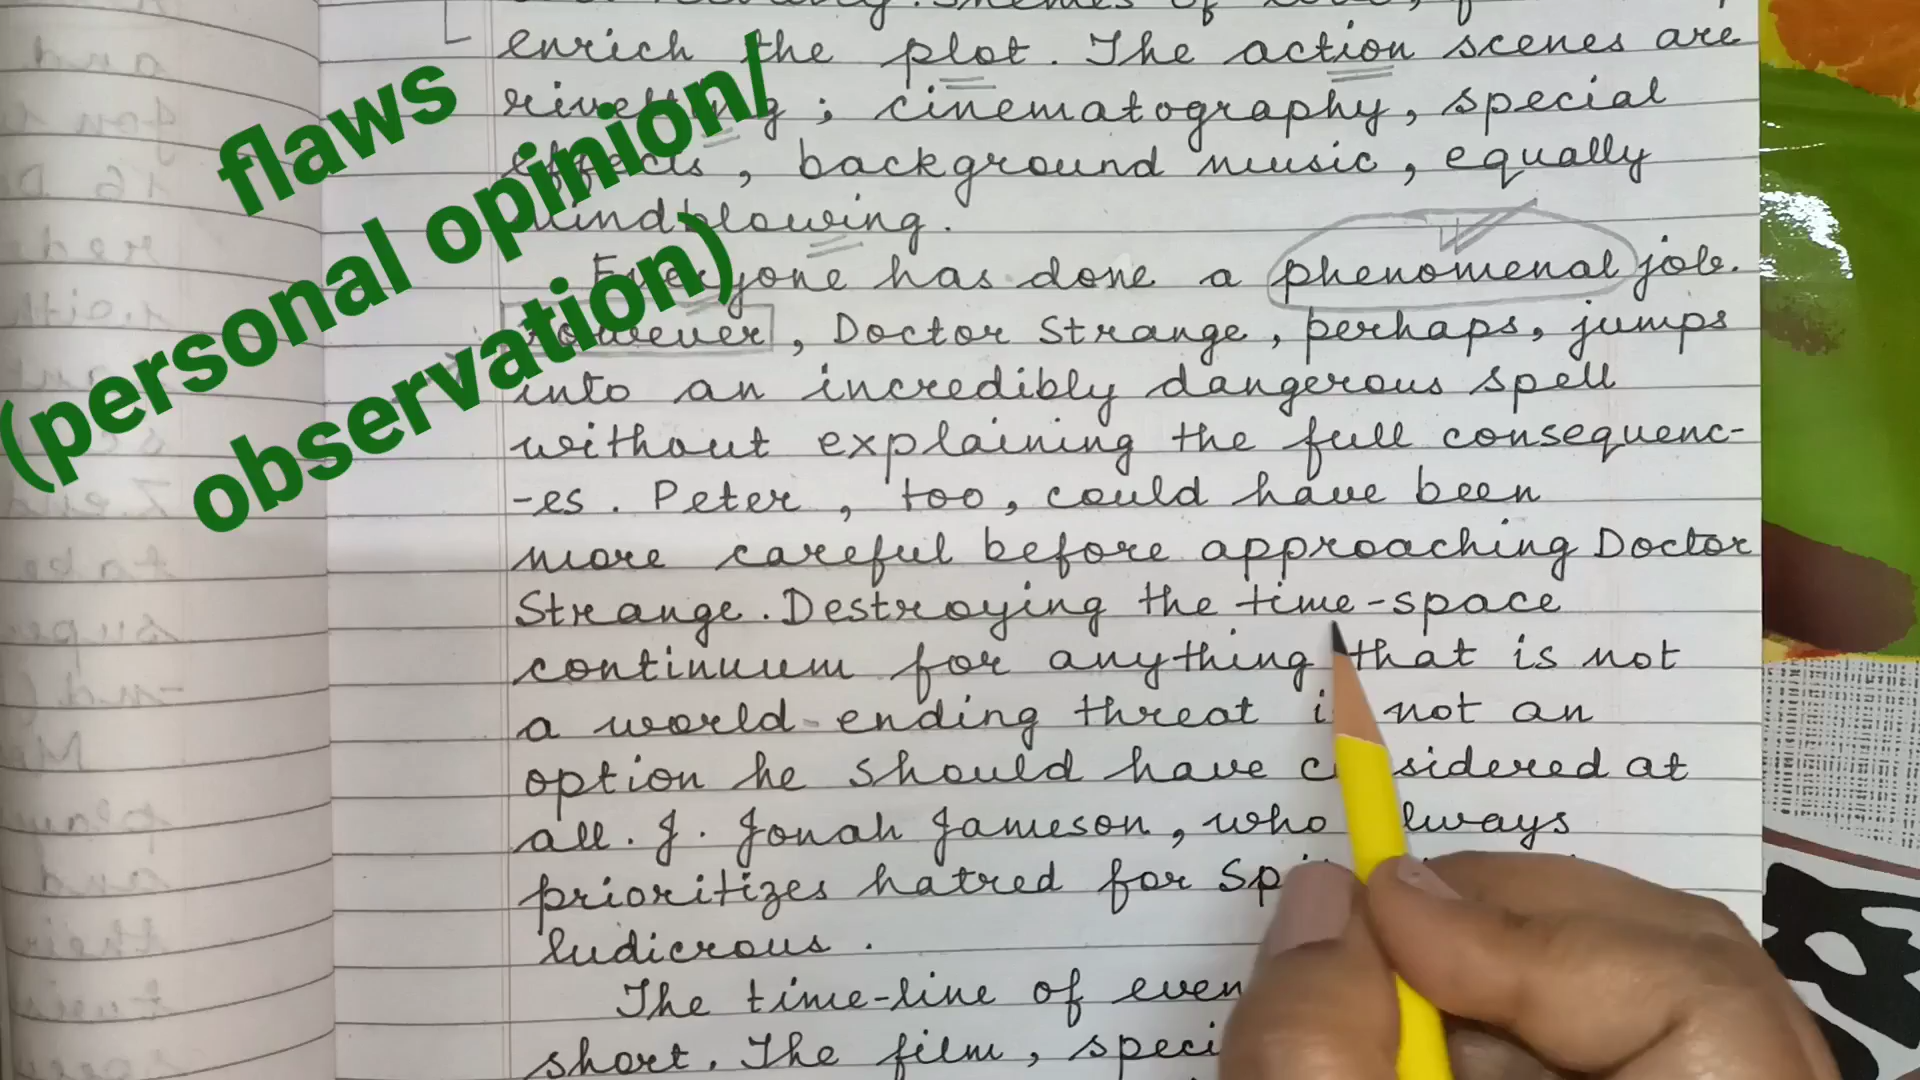 enrich the plot. The action scenes are
rivetting; cinematography, special
effects, background music, equally
mindblowing.
Everyone has done a phenomenal job.
However, Doctor Strange, perhaps, jumps
into an incredibly dangerous spell
without explaining the full consequenc-
-es. Peter, too, could have been
more careful before approaching Doctor
Strange. Destroying the time-space
continuum for anything that is not
a world-ending threat is not an
option he should have considered at
all. J. Jonah Jameson, who always
prioritizes hatred for
ludicrous.
The time-line of
short. The film,
flaws
(personal opinion/
observation)